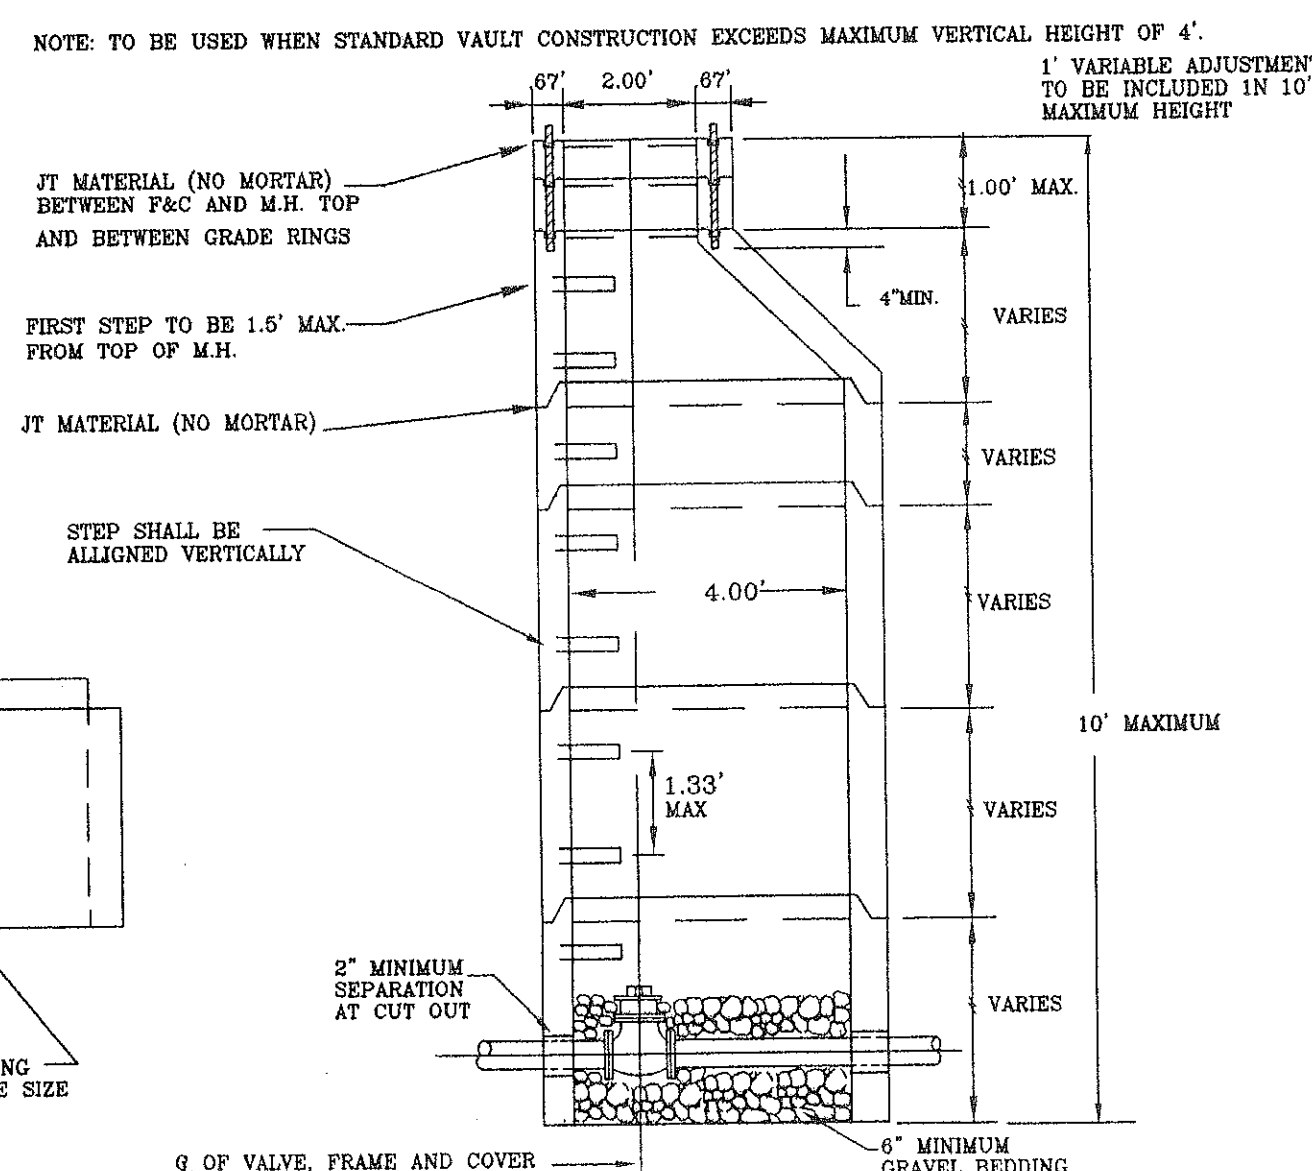 NOTE: TO BE USED WHEN STANDARD VAULT CONSTRUCTION EXCEEDS MAXIMUM VERTICAL HEIGHT OF 4'.
1' VARIABLE ADJUSTMEN
TO BE INCLUDED 1N 10'
MAXIMUM HEIGHT
.67'
2.00'
.67'
JT MATERIAL (NO MORTAR)
BETWEEN F&C AND M.H. TOP
AND BETWEEN GRADE RINGS
1.00' MAX.
4"MIN.
VARIES
FIRST STEP TO BE 1.5' MAX.
FROM TOP OF M.H.
JT MATERIAL (NO MORTAR)
VARIES
STEP SHALL BE
ALLIGNED VERTICALLY
4.00'
VARIES
10' MAXIMUM
1.33'
MAX
VARIES
2" MINIMUM
SEPARATION
AT CUT OUT
VARIES
NG
E SIZE
6" MINIMUM
GRAVEL BEDDING
OF VALVE, FRAME AND COVER